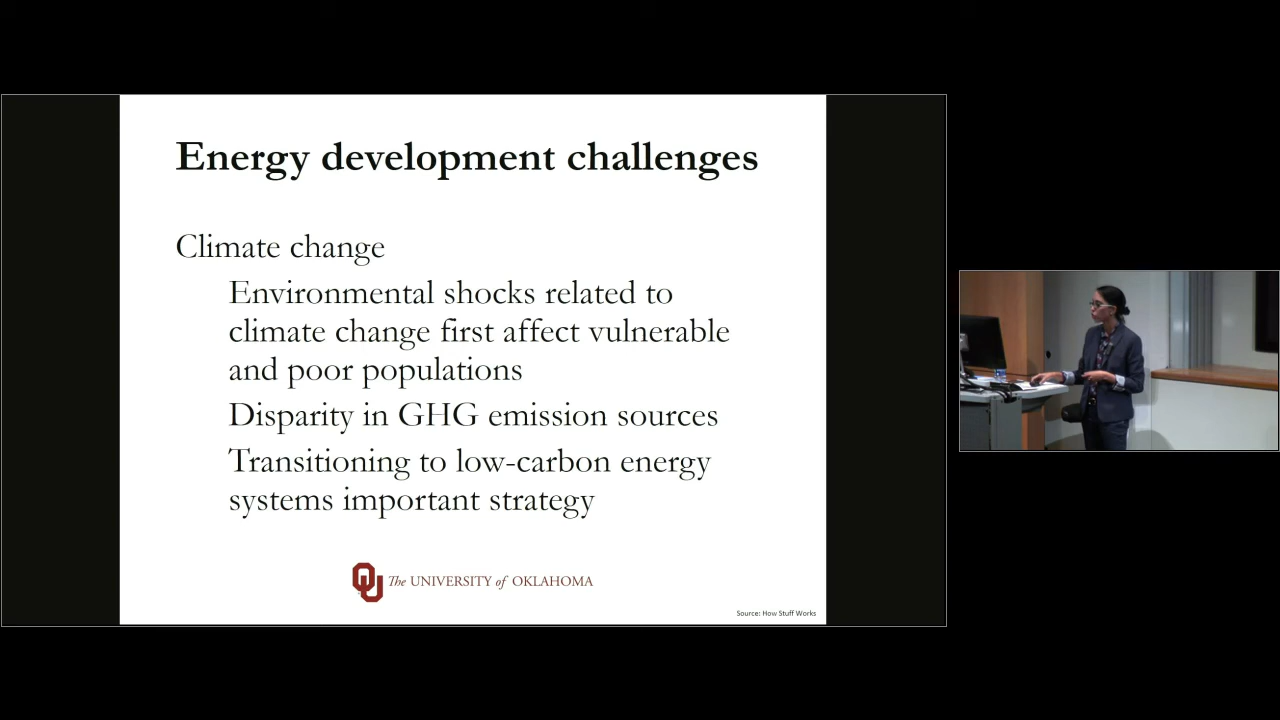 Energy development challenges
Climate change
Environmental shocks related to
climate change first affect vulnerable
and poor populations
Disparity in GHG emission sources
Transitioning to low-carbon energy
systems important strategy
The UNIVERSITY of OKLAHOMA
Source: How Stuff Works